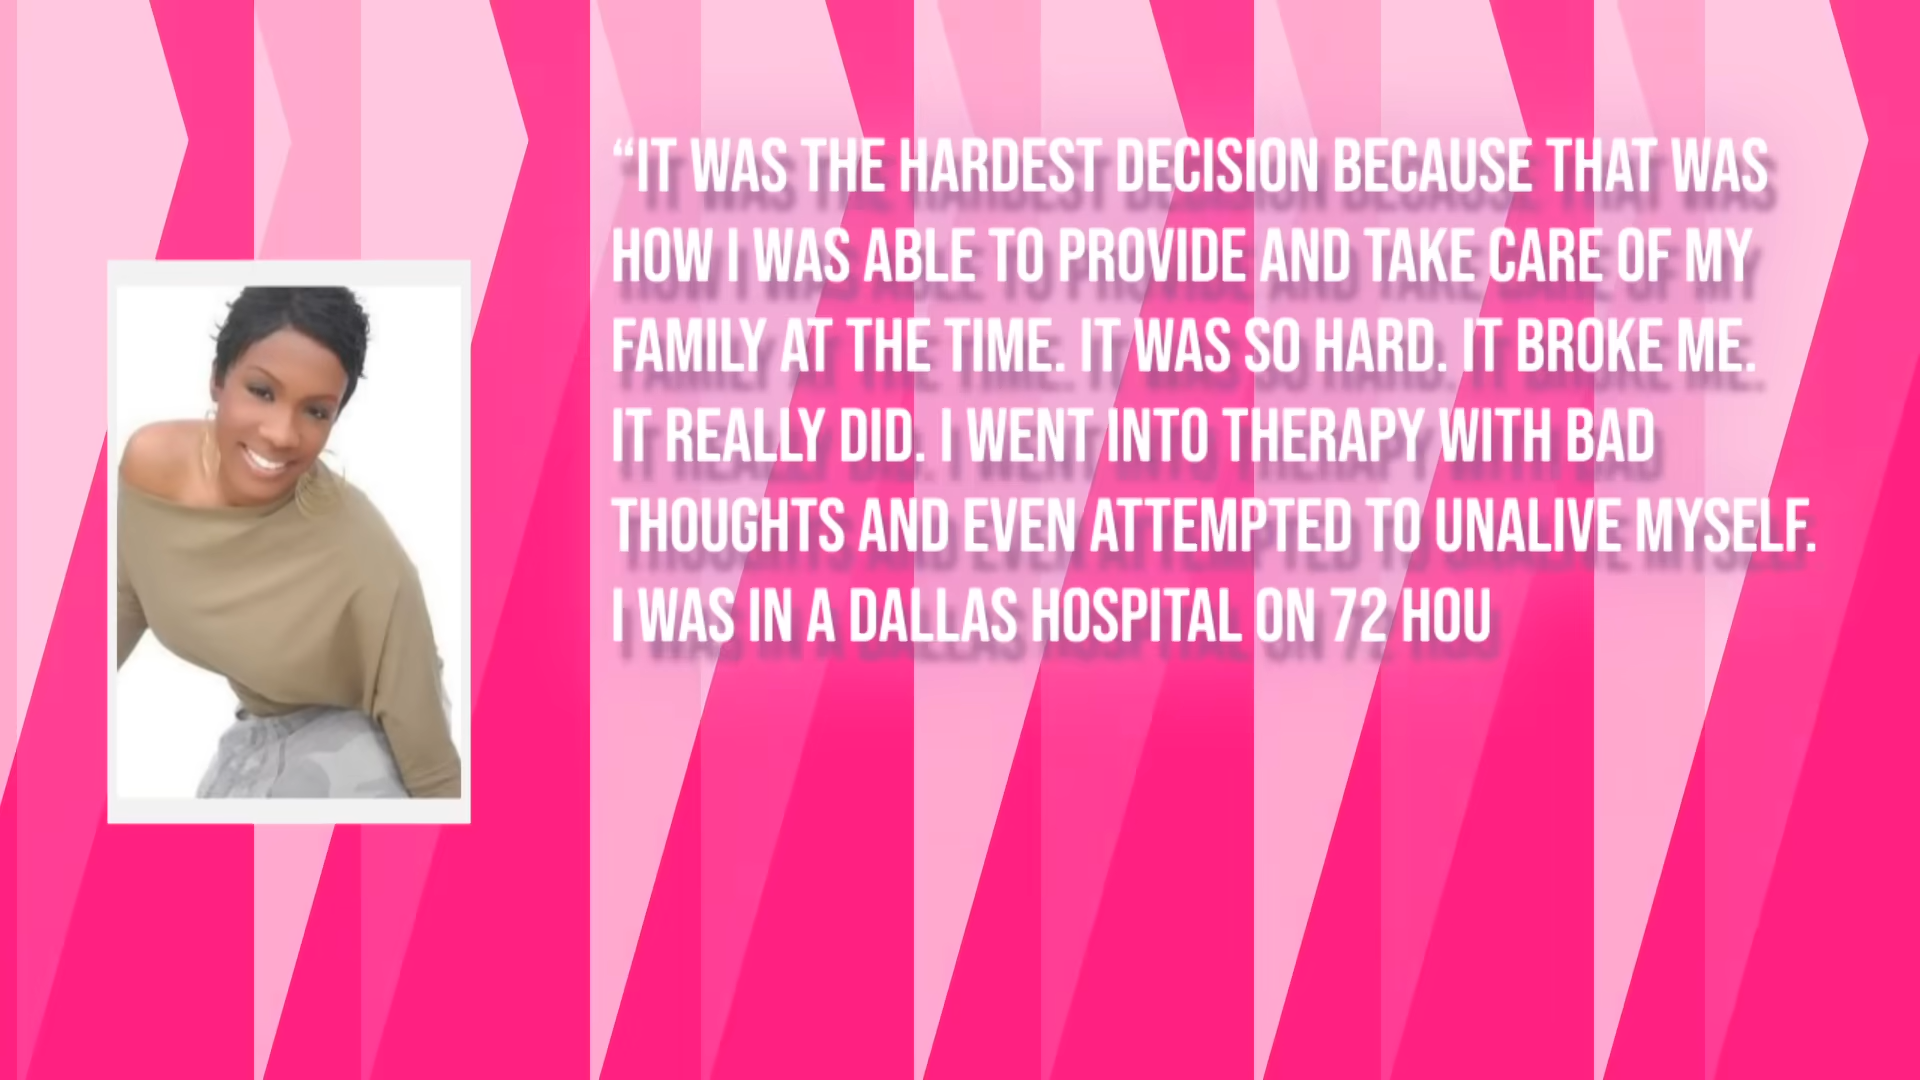 “IT WAS THE HARDEST DECISION BECAUSE THAT WAS
HOW I WAS ABLE TO PROVIDE AND TAKE CARE OF MY
FAMILY AT THE TIME. IT WAS SO HARD. IT BROKE ME.
IT REALLY DID. I WENT INTO THERAPY WITH BAD
THOUGHTS AND EVEN ATTEMPTED TO UNALIVE MYSELF.
I WAS IN A DALLAS HOSPITAL ON 72 HOU